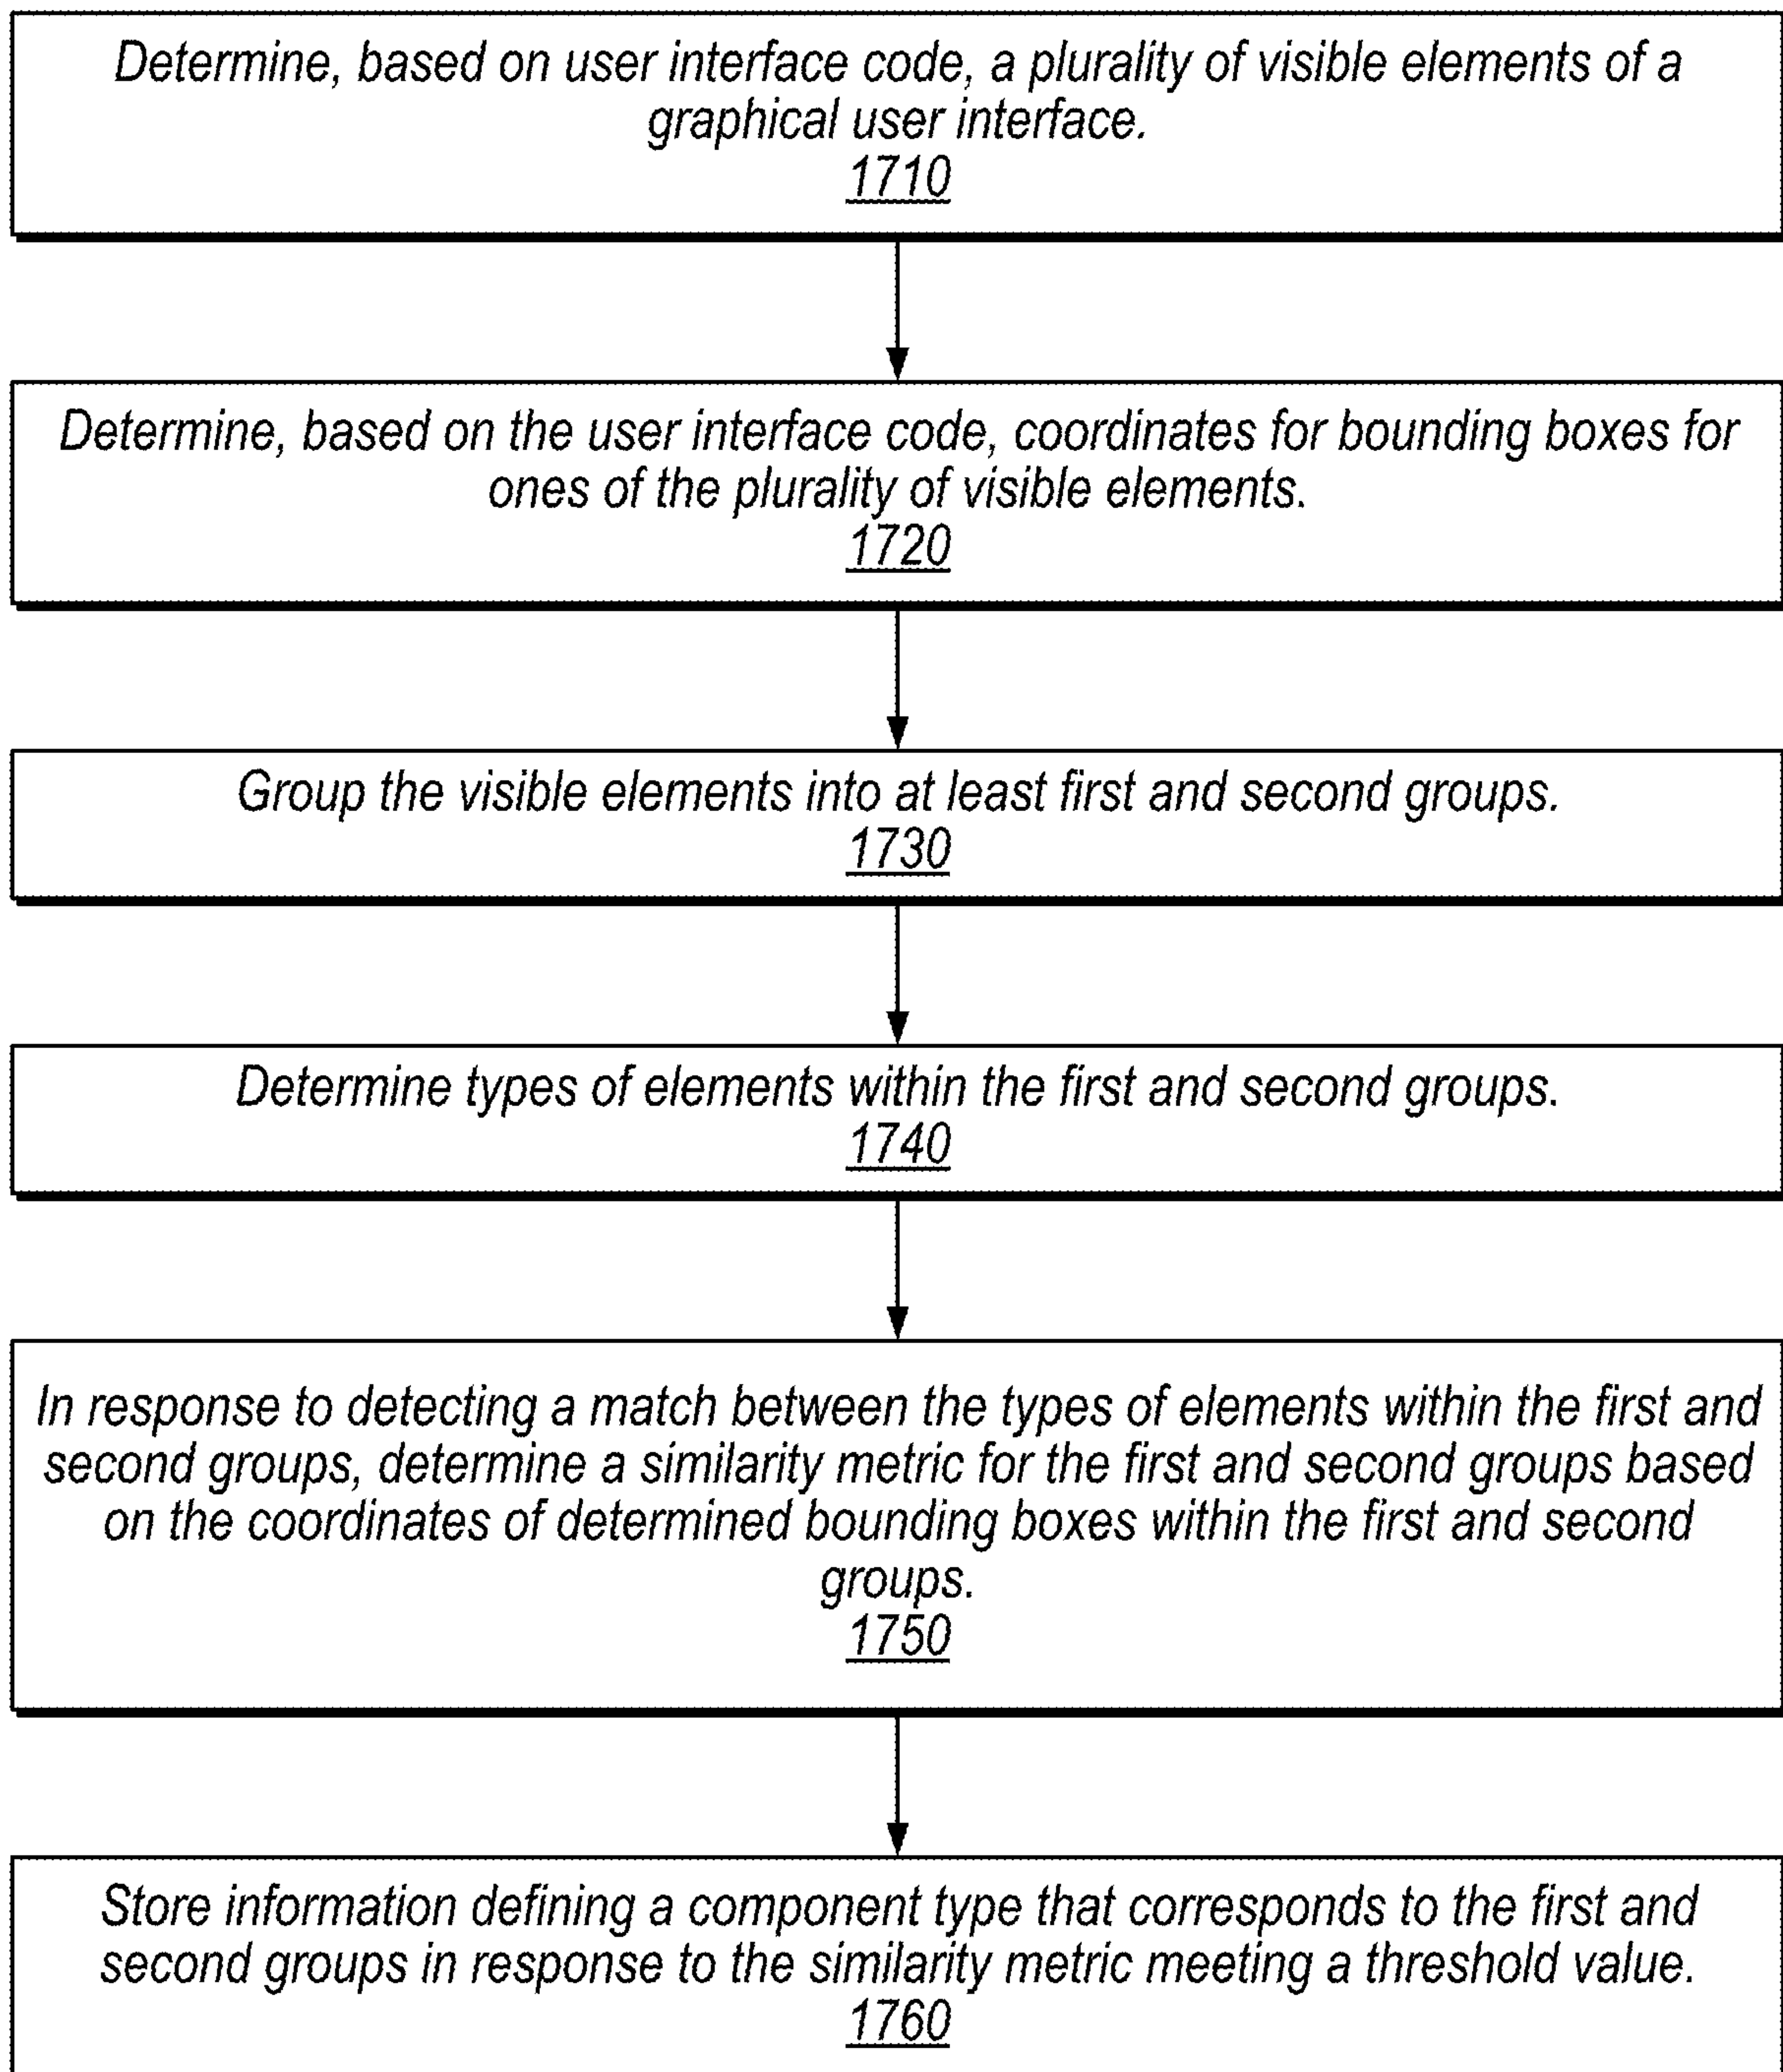 Determine, based on user interface code, a plurality of visible elements of a
graphical user interface.
1710
Determine, based on the user interface code, coordinates for bounding boxes for
ones of the plurality of visible elements.
1720
Group the visible elements into at least first and second groups.
1730
Determine types of elements within the first and second groups.
1740
In response to detecting a match between the types of elements within the first and
second groups, determine a similarity metric for the first and second groups based
on the coordinates of determined bounding boxes within the first and second
groups.
1750
Store information defining a component type that corresponds to the first and
second groups in response to the similarity metric meeting a threshold value.
1760